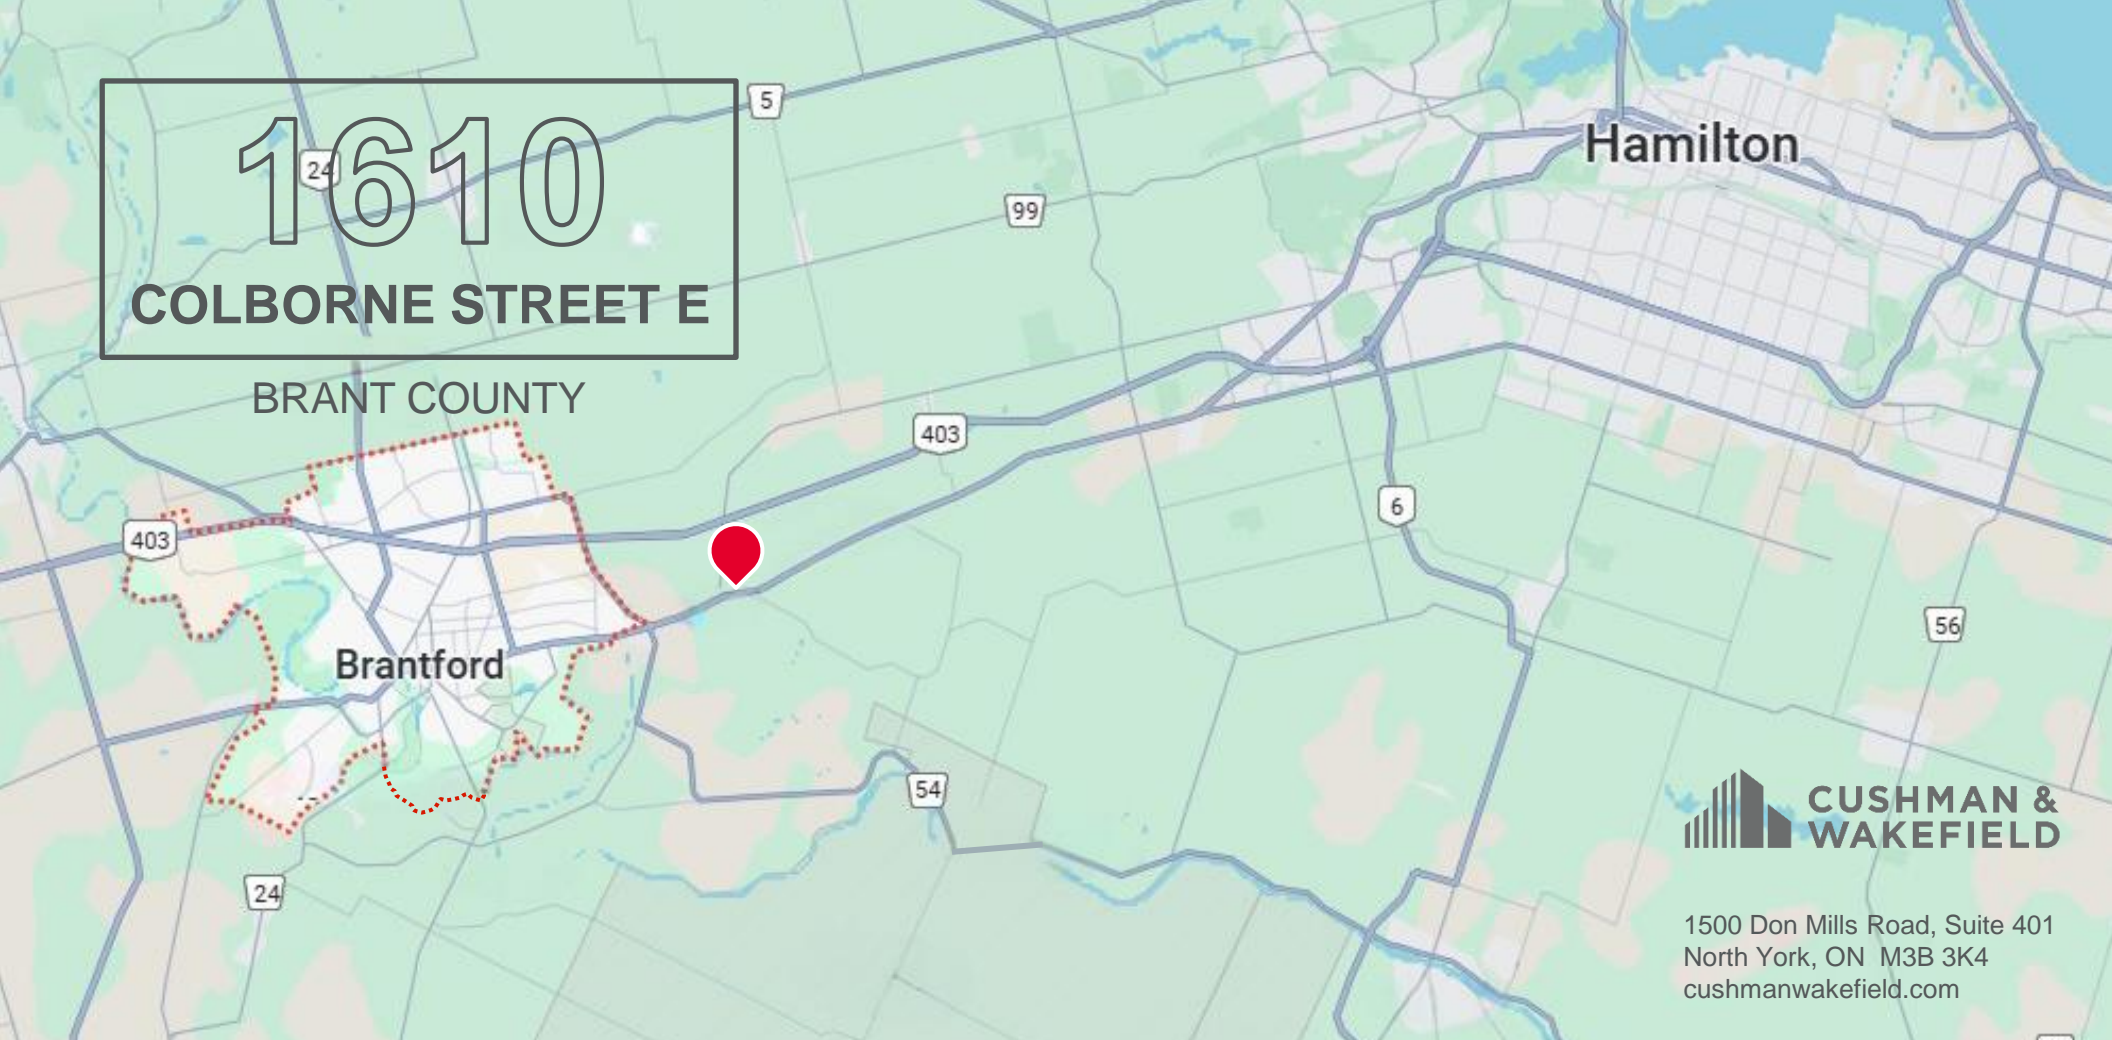 1610
COLBORNE STREET E
BRANT COUNTY
5
24
99
Hamilton
403
403
6
Brantford
56
54
24
CUSHMAN &
WAKEFIELD
1500 Don Mills Road, Suite 401
North York, ON M3B 3K4
cushmanwakefield.com